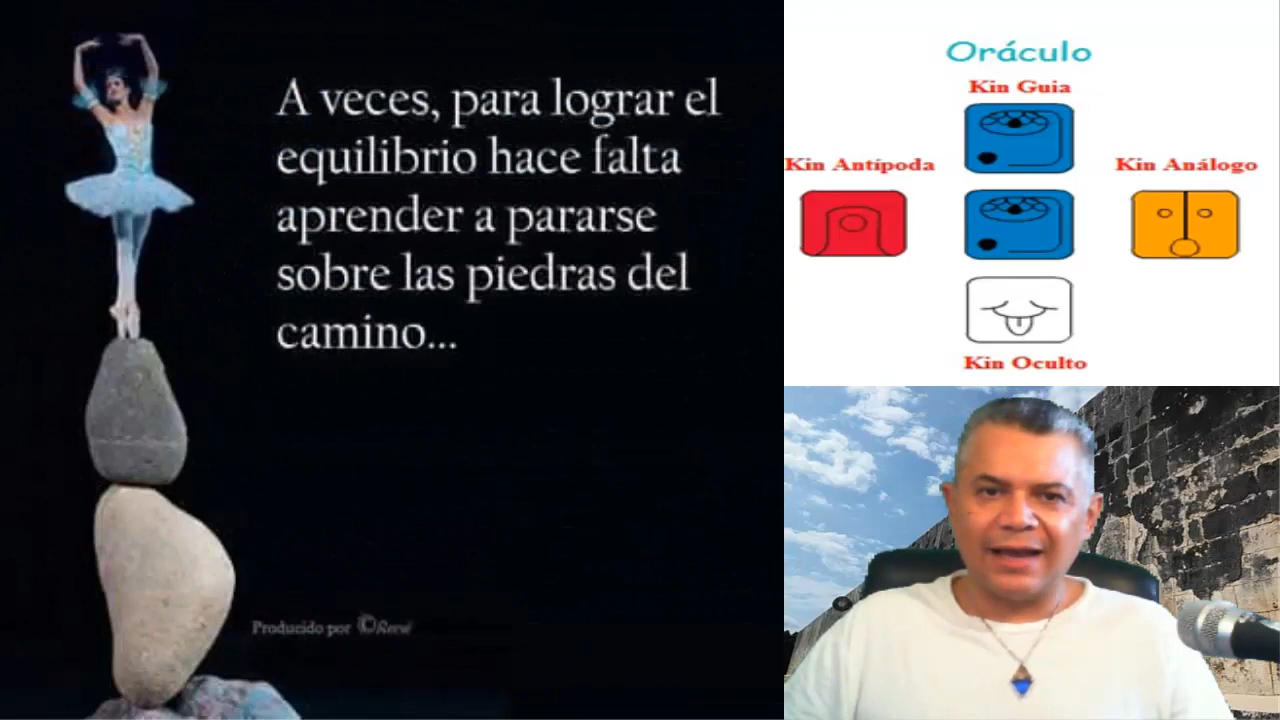 A veces, para lograr el
equilibrio hace falta
aprender a pararse
sobre las piedras del
camino...
Producido por ©René
Oráculo
Kin Guia
Kin Antípoda
Kin Análogo
Kin Oculto